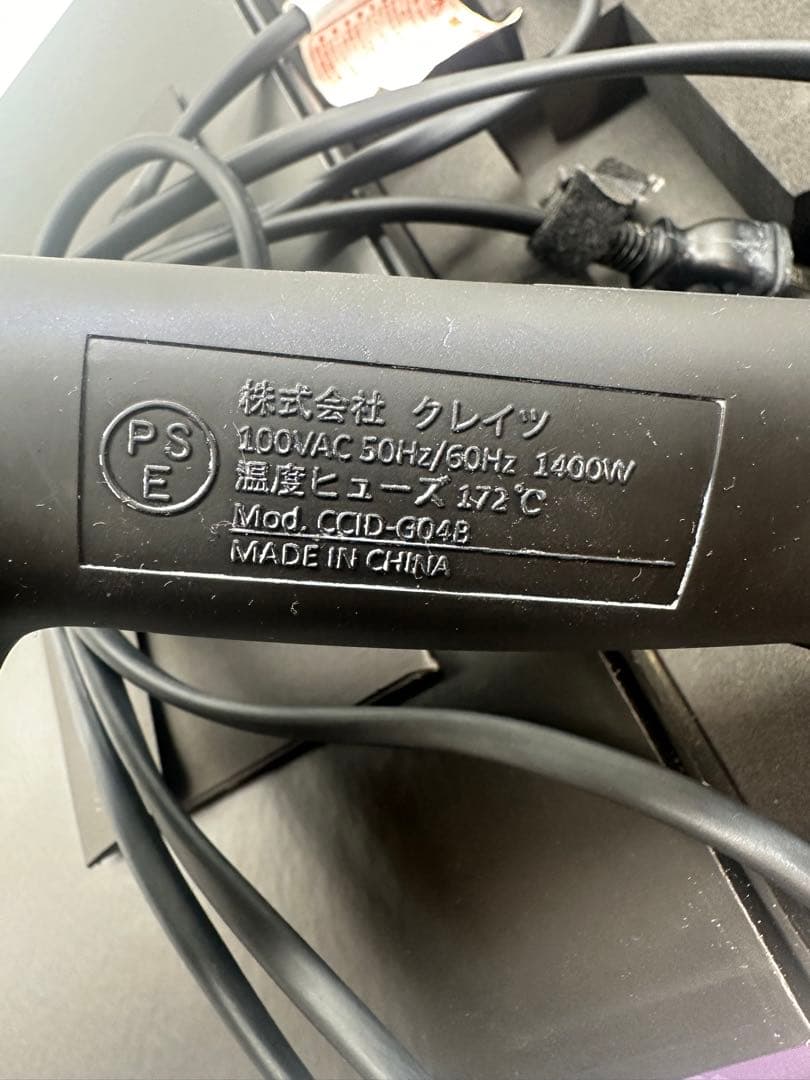 PS
E
株式会社 クレイツ
100VAC 50Hz/60Hz 1400W
温度ヒューズ 172℃
Mod. CCID-G04B
MADE IN CHINA